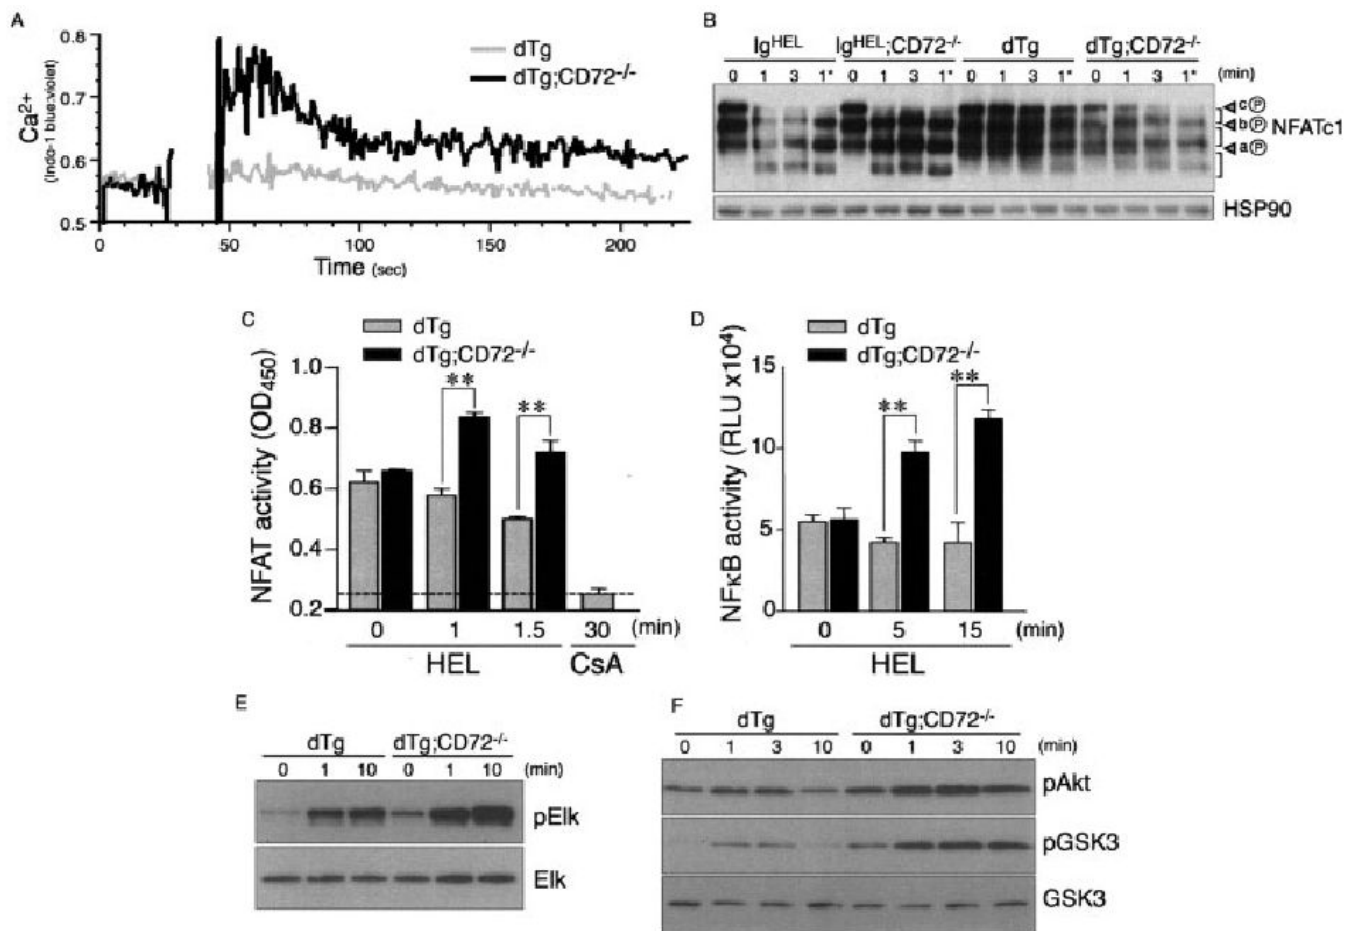 A
0.8
0.7
0.6
0.5
Ca2+
(Indo-1 blue:violet)
dTg
dTg;CD72-/-
0 50 100 150 200
Time (sec)
B
IgHEL IgHEL;CD72-/- dTg dTg;CD72-/-
0 1 3 1* 0 1 3 1* 0 1 3 1* 0 1 3 1* (min)
c P
b P NFATc1
a P
HSP90
C
dTg
dTg;CD72-/-
NFAT activity (OD450)
1.0
0.8
0.6
0.4
0.2
**
**
0 1 1.5 30 (min)
HEL CsA
D
dTg
dTg;CD72-/-
NFκB activity (RLU x10⁴)
15
10
5
0
**
**
0 5 15 (min)
HEL
E
dTg dTg;CD72-/-
0 1 10 0 1 10 (min)
pElk
Elk
F
dTg dTg;CD72-/-
0 1 3 10 0 1 3 10 (min)
pAkt
pGSK3
GSK3